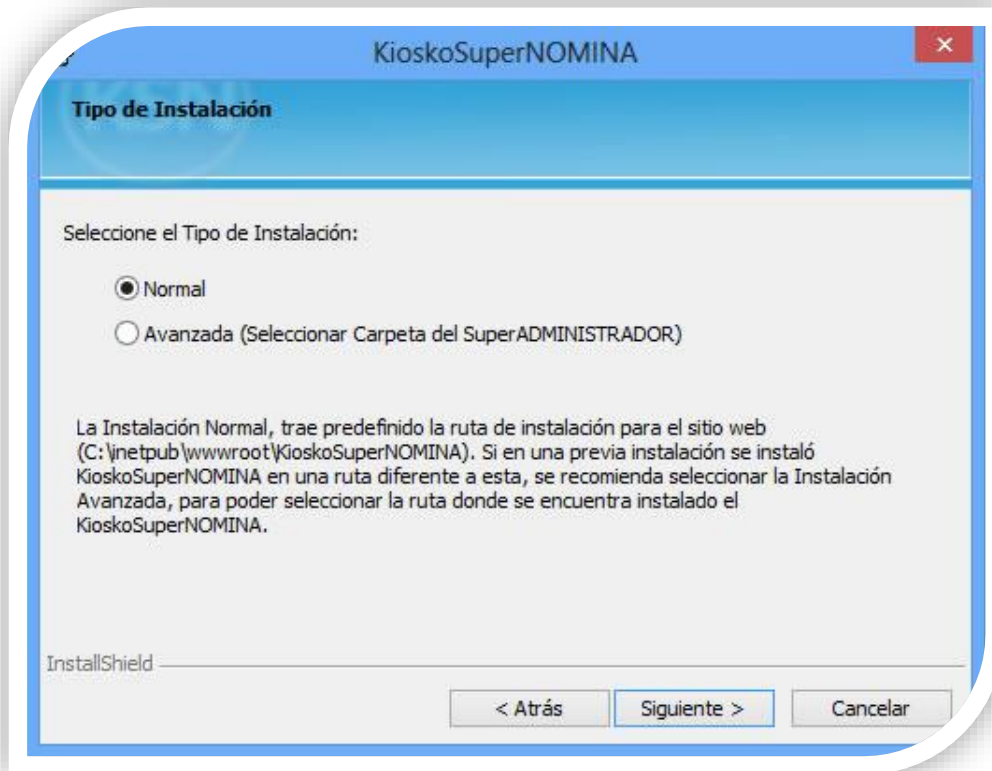 KioskoSuperNOMINA
KSN
Tipo de Instalación
Seleccione el Tipo de Instalación:
Normal
Avanzada (Seleccionar Carpeta del SuperADMINISTRADOR)
La Instalación Normal, trae predefinido la ruta de instalación para el sitio web
(C:\inetpub\wwwroot\KioskoSuperNOMINA). Si en una previa instalación se instaló
KioskoSuperNOMINA en una ruta diferente a esta, se recomienda seleccionar la Instalación
Avanzada, para poder seleccionar la ruta donde se encuentra instalado el
KioskoSuperNOMINA.
InstallShield
< Atrás
Siguiente >
Cancelar